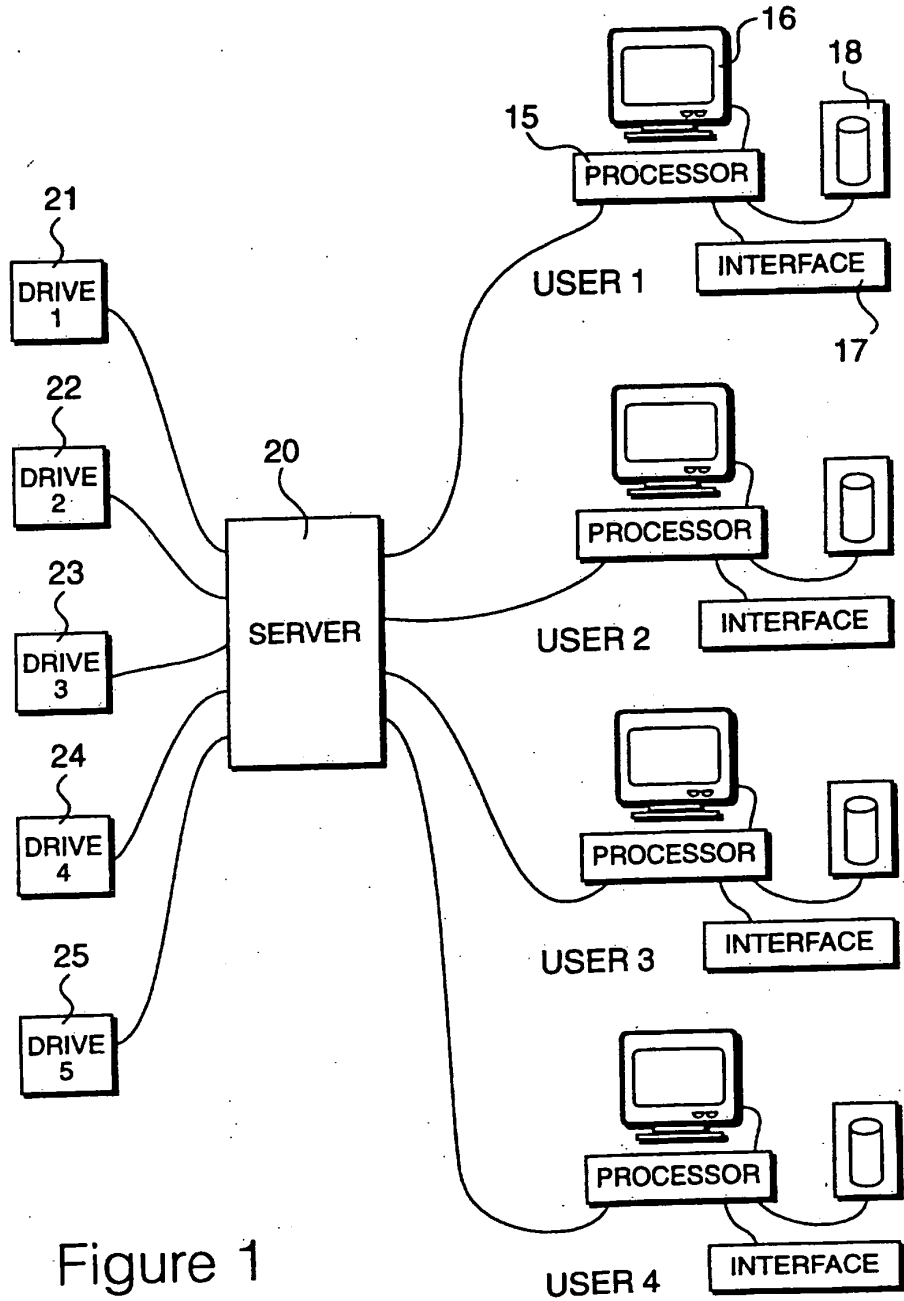 16
18
15
PROCESSOR
INTERFACE
USER 1
17
21
DRIVE
1
22
DRIVE
2
20
23
DRIVE
3
SERVER
24
DRIVE
4
25
DRIVE
5
PROCESSOR
INTERFACE
USER 2
PROCESSOR
INTERFACE
USER 3
PROCESSOR
INTERFACE
USER 4
Figure 1